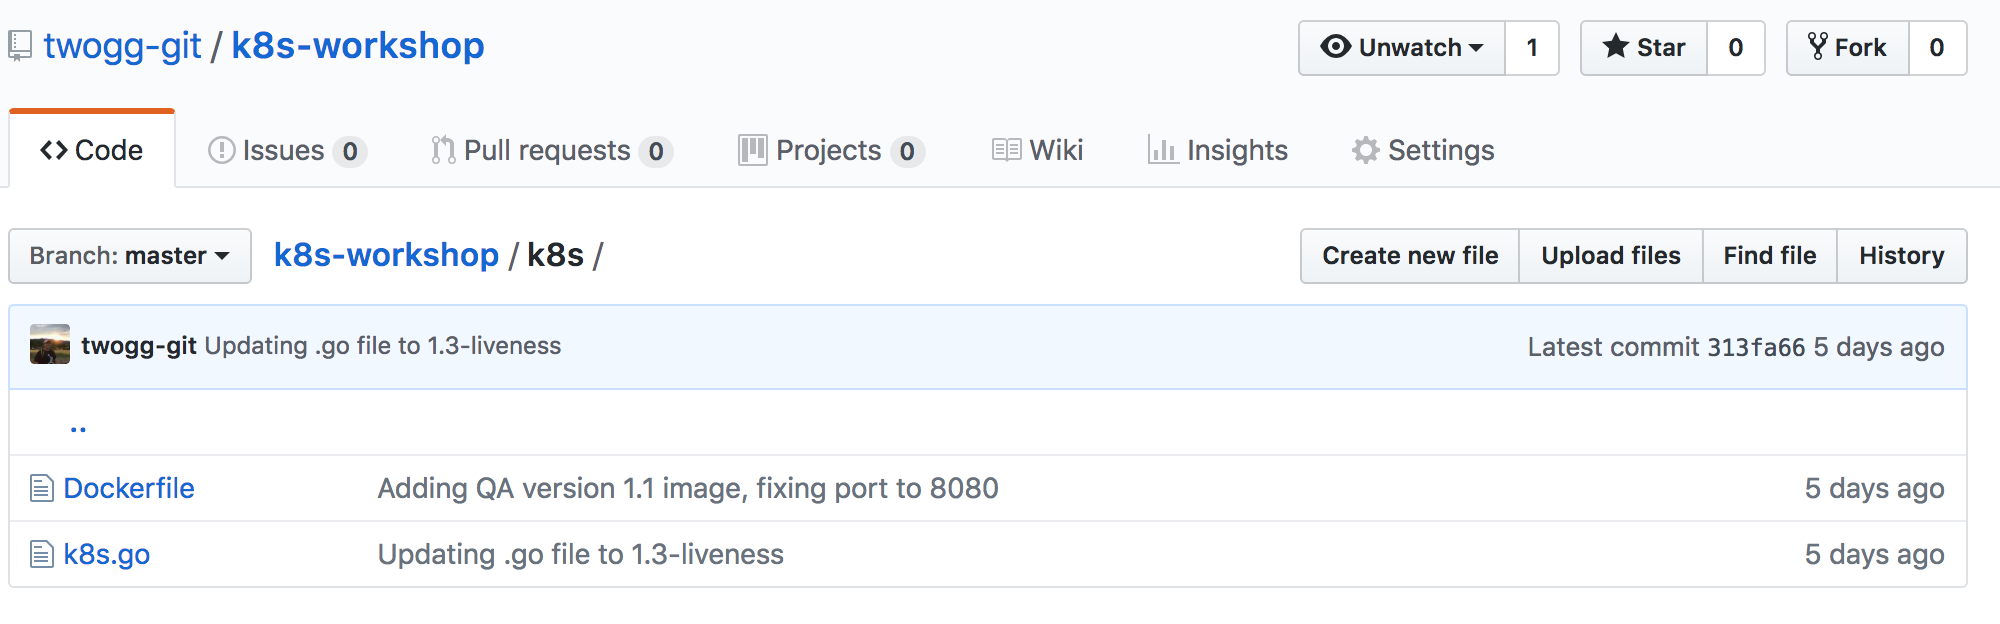 twogg-git / k8s-workshop
Unwatch 1 Star 0 Fork 0
Code Issues 0 Pull requests 0 Projects 0 Wiki Insights Settings
Branch: master k8s-workshop / k8s / Create new file Upload files Find file History
twogg-git Updating .go file to 1.3-liveness Latest commit 313fa66 5 days ago
..
Dockerfile Adding QA version 1.1 image, fixing port to 8080 5 days ago
k8s.go Updating .go file to 1.3-liveness 5 days ago